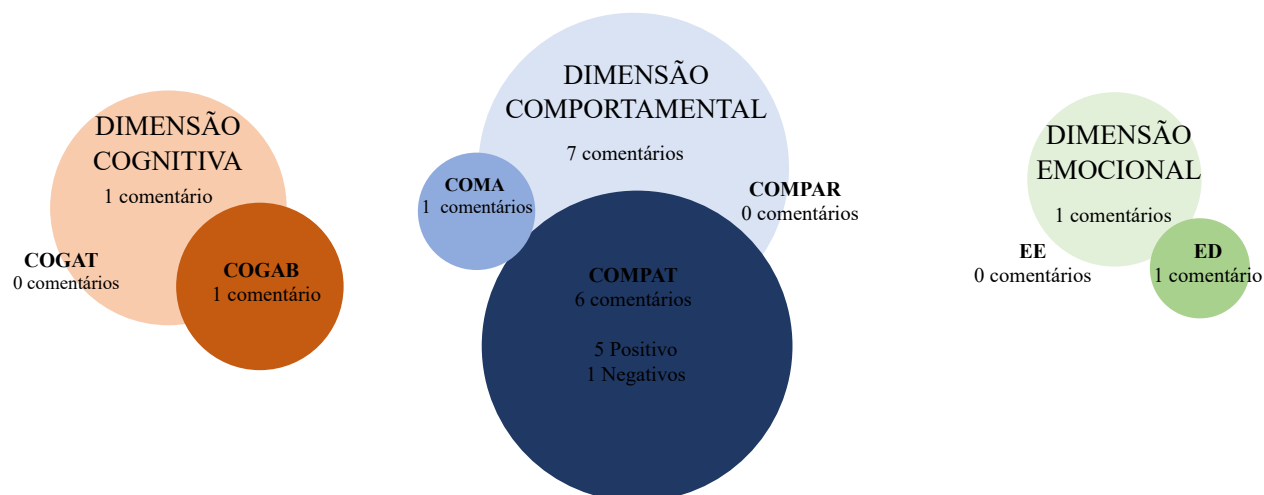 DIMENSÃO
COGNITIVA
1 comentário
COGAT
0 comentários
COGAB
1 comentário
DIMENSÃO
COMPORTAMENTAL
7 comentários
COMA
1 comentários
COMPAR
0 comentários
COMPAT
6 comentários
5 Positivo
1 Negativos
DIMENSÃO
EMOCIONAL
1 comentários
EE
0 comentários
ED
1 comentário